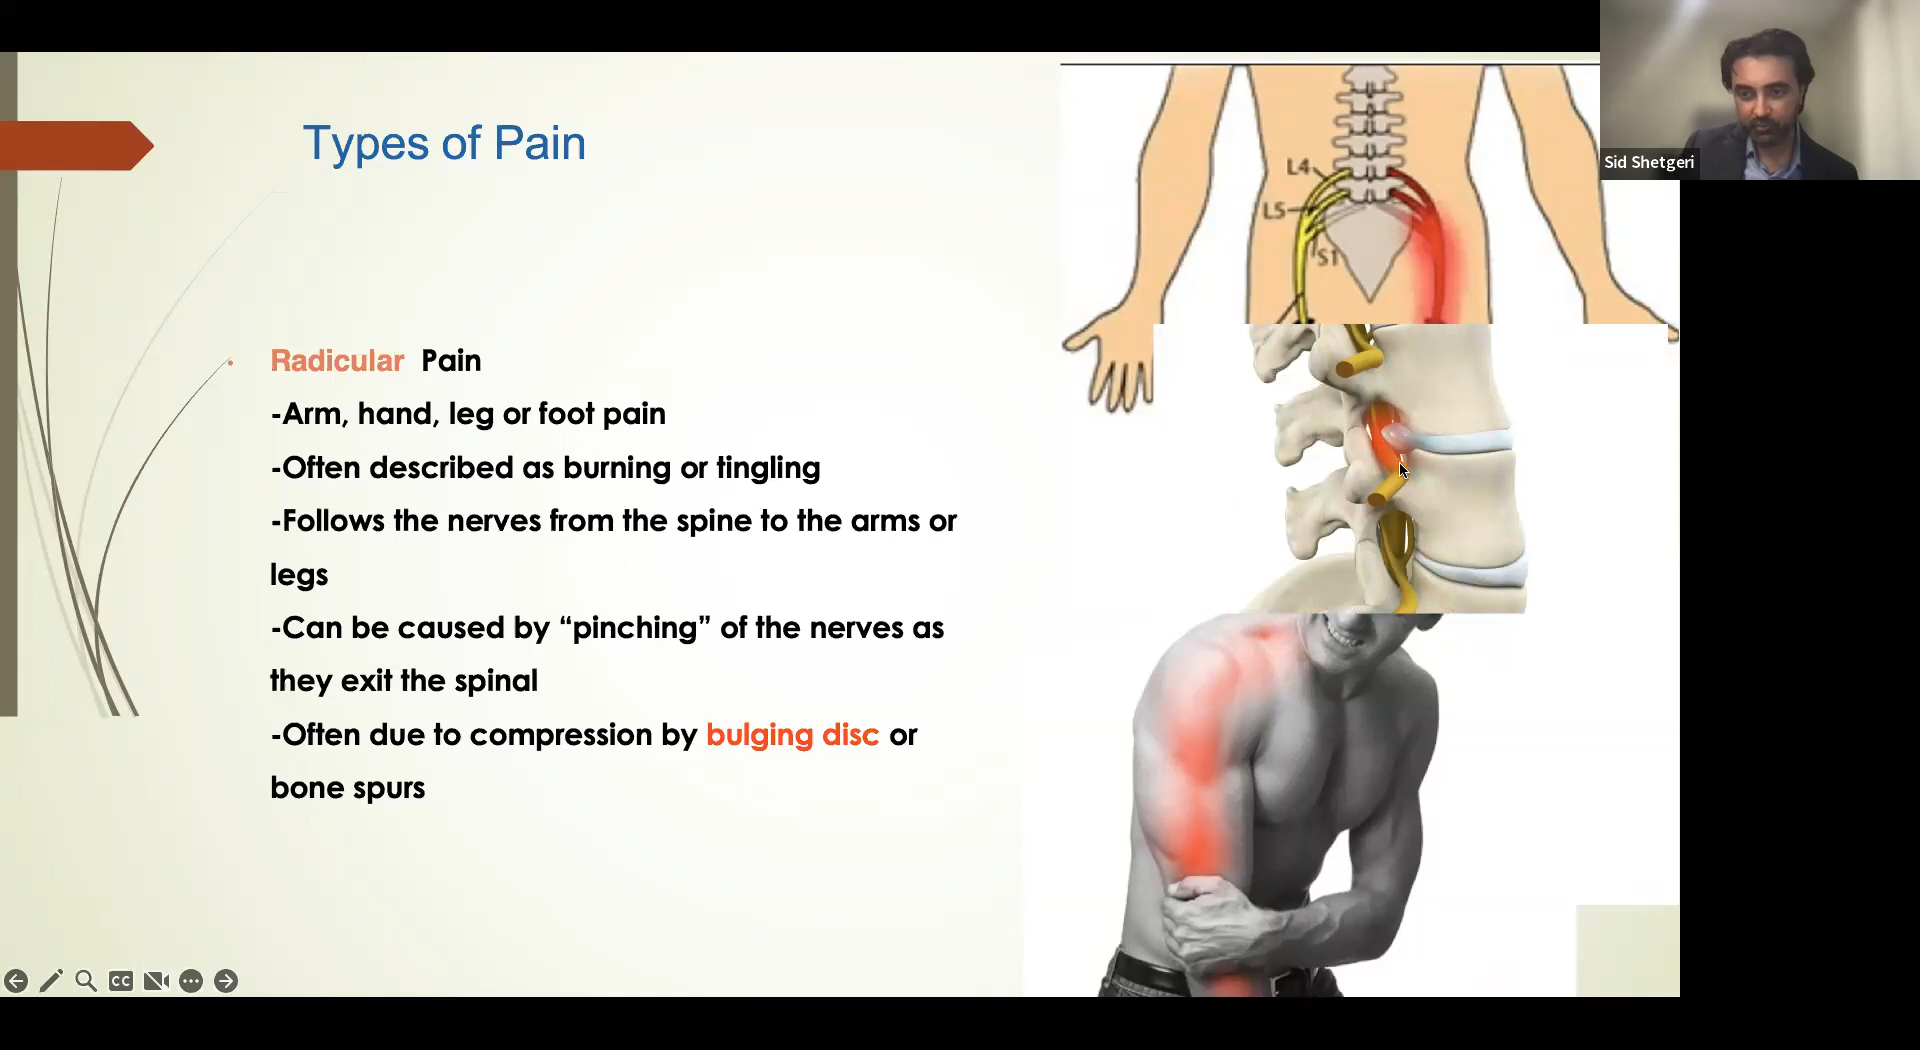 Types of Pain
• Radicular Pain
-Arm, hand, leg or foot pain
-Often described as burning or tingling
-Follows the nerves from the spine to the arms or
legs
-Can be caused by “pinching” of the nerves as
they exit the spinal
-Often due to compression by bulging disc or
bone spurs
L4
L5
S1
Sid Shetgeri
CC